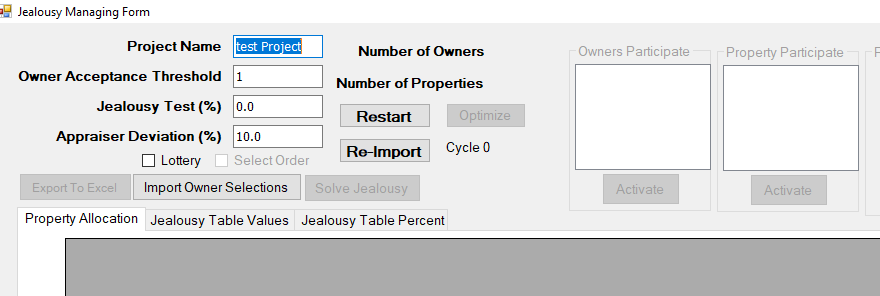 Jealousy Managing Form
Project Name test Project
Number of Owners
Owners Participate
Property Participate
Owner Acceptance Threshold 1
Number of Properties
Jealousy Test (%) 0.0
Restart
Optimize
Appraiser Deviation (%) 10.0
Re-Import
Cycle 0
Lottery
Select Order
Activate
Activate
Export To Excel
Import Owner Selections
Solve Jealousy
Property Allocation
Jealousy Table Values
Jealousy Table Percent